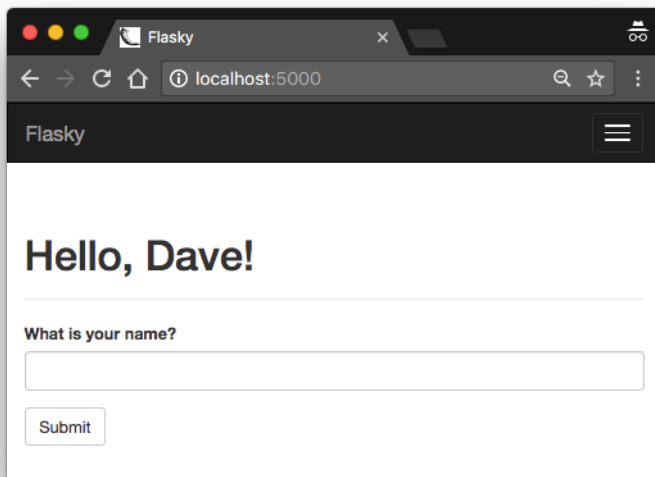 Flasky
localhost:5000
Flasky
Hello, Dave!
What is your name?
Submit